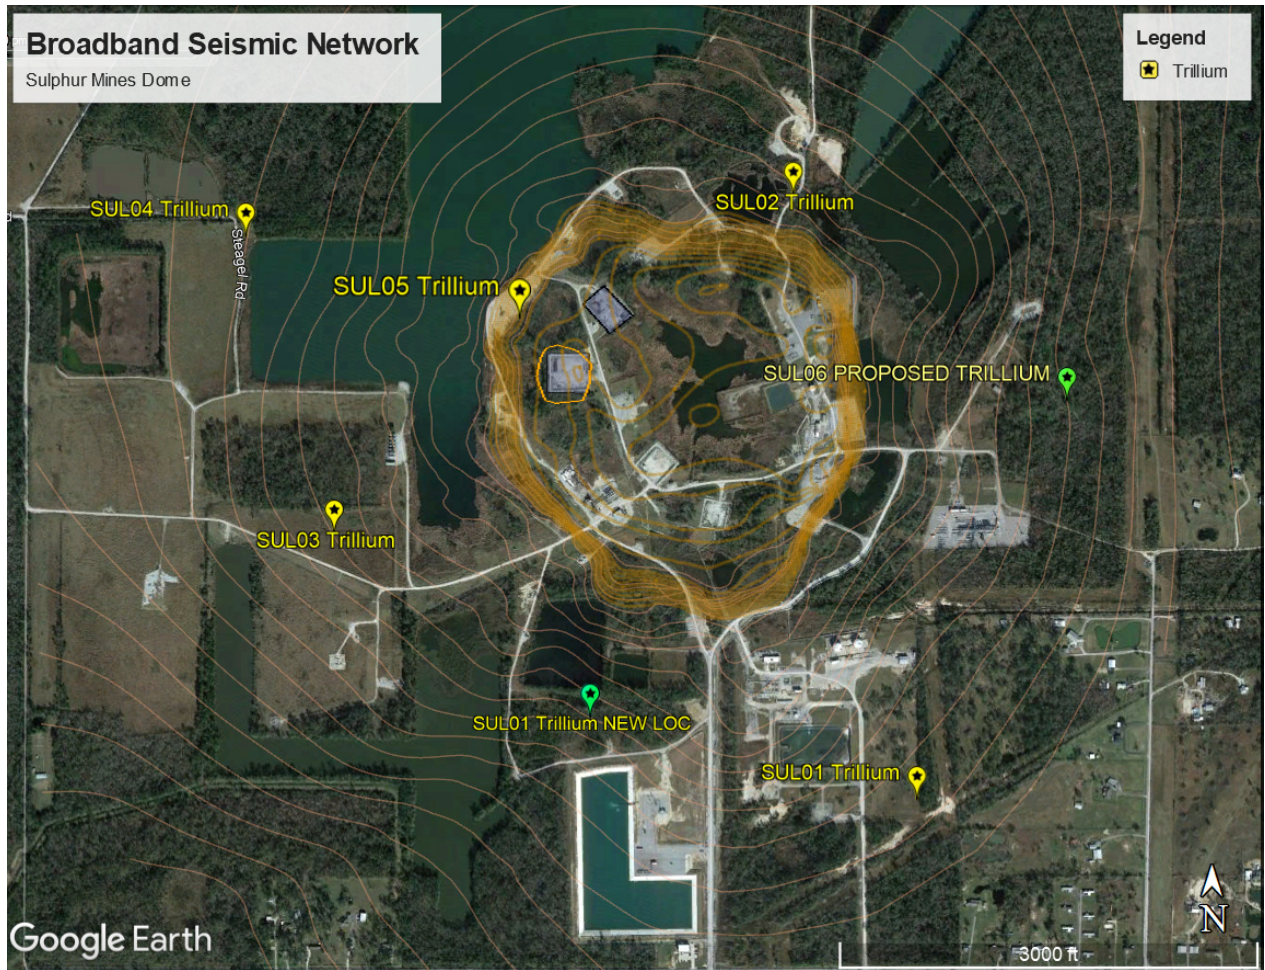 Broadband Seismic Network
Sulphur Mines Dome
Legend
Trillium
SUL02 Trillium
SUL04 Trillium
Steagel Rd
SUL05 Trillium
SUL06 PROPOSED TRILLIUM
SUL03 Trillium
SUL01 Trillium NEW LOC
SUL01 Trillium
N
Google Earth
3000 ft